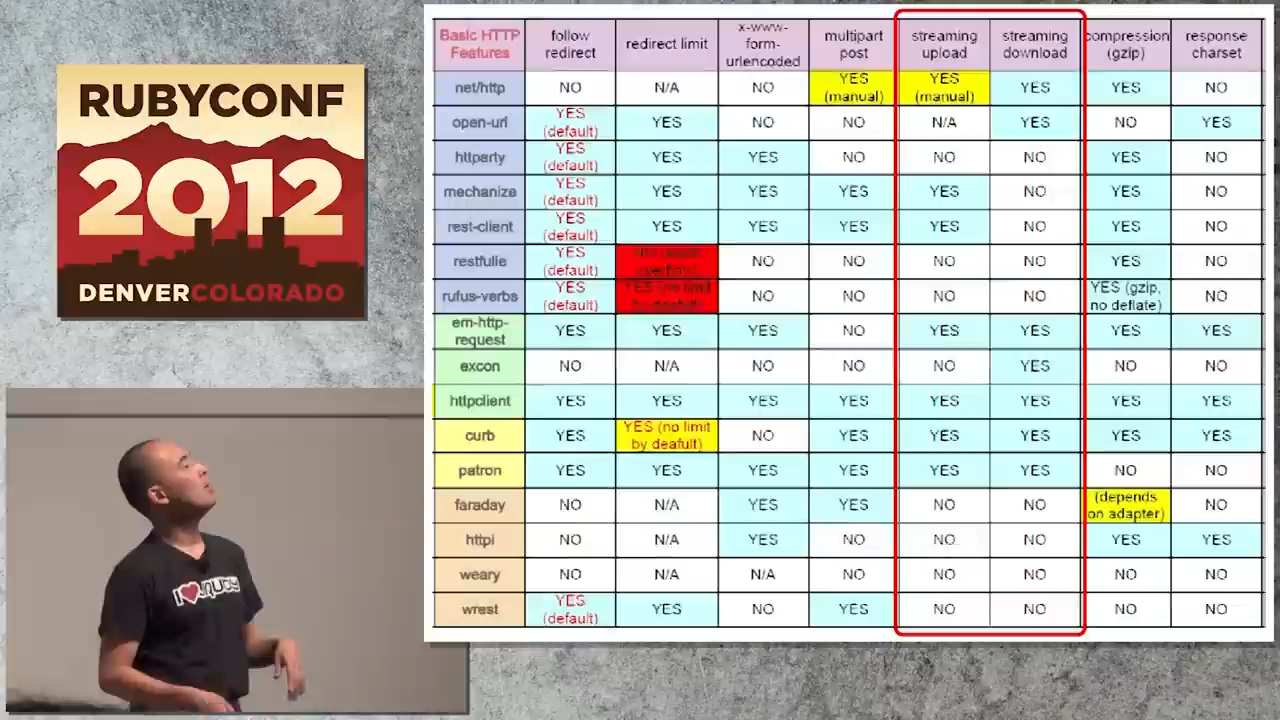 RUBYCONF
2012
DENVERCOLORADO
I ❤ JRUBY
Basic HTTP Features | follow redirect | redirect limit | x-www-form-urlencoded | multipart post | streaming upload | streaming download | compression (gzip) | response charset
net/http | NO | N/A | NO | YES (manual) | YES (manual) | YES | YES | NO
open-uri | YES (default) | YES | NO | NO | N/A | YES | NO | YES
httparty | YES (default) | YES | YES | NO | NO | NO | YES | NO
mechanize | YES (default) | YES | YES | YES | YES | NO | YES | NO
rest-client | YES (default) | YES | YES | YES | YES | NO | YES | NO
restfulie | YES (default) | NO | NO | NO | NO | YES | NO
rufus-verbs | YES (default) | YES (no limit by deafult) | NO | NO | NO | NO | YES (gzip, no deflate) | NO
em-http-request | YES | YES | YES | NO | YES | YES | YES | YES
excon | NO | N/A | NO | NO | NO | YES | NO | NO
httpclient | YES | YES | YES | YES | YES | YES | YES | YES
curb | YES | YES (no limit by deafult) | NO | YES | YES | YES | YES | YES
patron | YES | YES | YES | YES | YES | YES | NO | NO
faraday | NO | N/A | YES | YES | NO | NO | (depends on adapter) | NO
httpi | NO | N/A | YES | NO | NO | NO | YES | YES
weary | NO | N/A | N/A | NO | NO | NO | NO | NO
wrest | YES (default) | YES | NO | YES | NO | NO | NO | NO